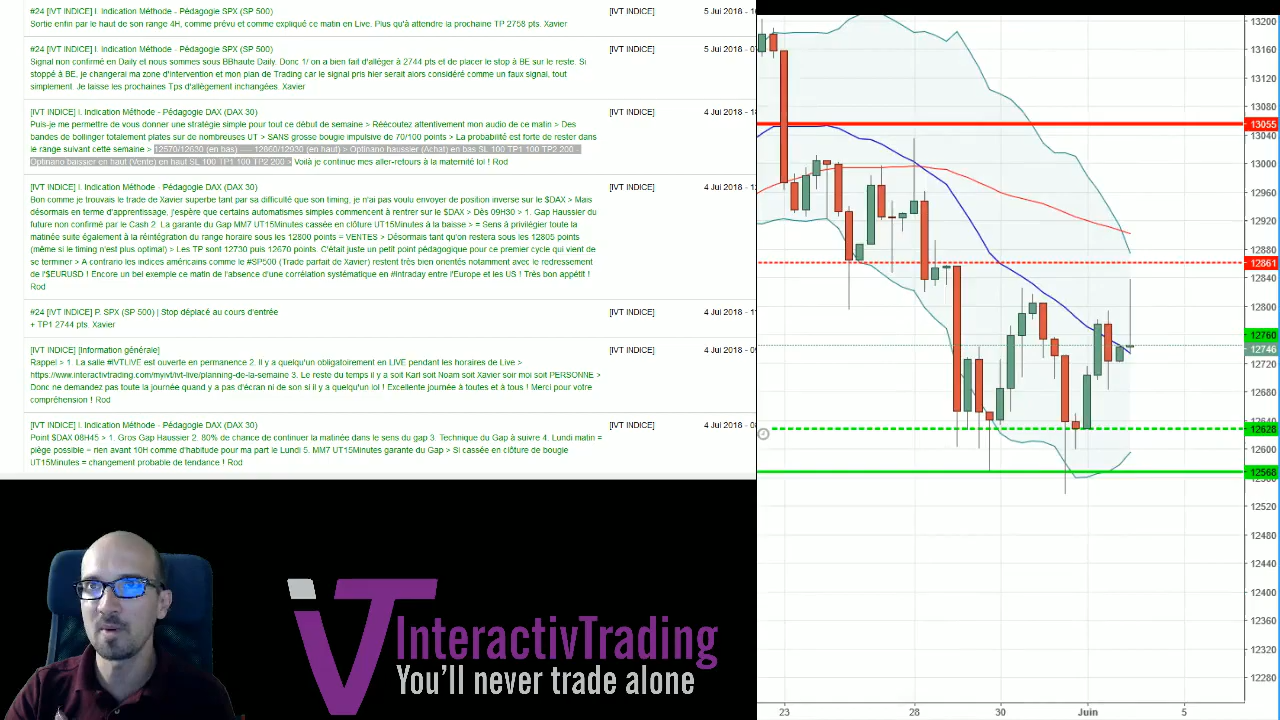 #24 [IVT INDICE] I. Indication Méthode - Pédagogie SPX (SP 500) [IVT INDICE] 5 Jul 2018 - 1
Sortie enfin par le haut de son range 4H, comme prévu et comme expliqué ce matin en Live. Plus qu'à attendre la prochaine TP 2758 pts. Xavier
#24 [IVT INDICE] I. Indication Méthode - Pédagogie SPX (SP 500) [IVT INDICE] 5 Jul 2018 - 0
Signal non confirmé en Daily et nous sommes sous BBhaute Daily. Donc 1/ on a bien fait d'alléger à 2744 pts et de placer le stop à BE sur le reste. Si
stoppé à BE, je changerai ma zone d'intervention et mon plan de Trading car le signal pris hier serait alors considéré comme un faux signal, tout
simplement. Je laisse les prochaines Tps d'allègement inchangées Xavier
[IVT INDICE] I. Indication Méthode - Pédagogie DAX (DAX 30) [IVT INDICE] 4 Jul 2018 - 1
Puis-je me permettre de vous donner une stratégie simple pour tout ce début de semaine > Réécoutez attentivement mon audio de ce matin > Des
bandes de bollinger totalement plates sur de nombreuses UT > SANS grosse bougie impulsive de 70/100 points > La probabilité est forte de rester dans
le range suivant cette semaine > 12570/12630 (en bas) ---- 12860/12930 (en haut) > Optinano haussier (Achat) en bas SL 100 TP1 100 TP2 200 -
Optinano baissier en haut (Vente) en haut SL 100 TP1 100 TP2 200 > Voilà je continue mes aller-retours à la maternité lol ! Rod
[IVT INDICE] I. Indication Méthode - Pédagogie DAX (DAX 30) [IVT INDICE] 4 Jul 2018 - 1
Bon comme je trouvais le trade de Xavier superbe tant par sa difficulté que son timing, je n'ai pas voulu envoyer de position inverse sur le $DAX > Mais
désormais en ferme d'apprentissage, j'espère que certains automatismes simples commencent à rentrer sur le $DAX > Dès 09H30 > 1. Gap Haussier du
future non confirmé par le Cash 2. La garante du Gap MM7 UT15Minutes cassée en clôture UT15Minutes à la baisse > = Sens à privilégier toute la
matinée suite également à la réintégration du range horaire sous les 12800 points = VENTES > Désormais tant qu'on restera sous les 12805 points
(même si le timing n'est plus optimal) > Les TP sont 12730 puis 12670 points. C'était juste un petit point pédagogique pour ce premier cycle qui vient de
se terminer > A contrario les indices américains comme le #SP500 (Trade parfait de Xavier) restent très bien orientés notamment avec le redressement
de l'$EURUSD ! Encore un bel exemple ce matin de l'absence d'une corrélation systématique en #intraday entre l'Europe et les US ! Très bon appétit !
Rod
#24 [IVT INDICE] P. SPX (SP 500) | Stop déplacé au cours d'entrée [IVT INDICE] 4 Jul 2018 - 1
+ TP1 2744 pts. Xavier
[IVT INDICE] [Information générale] [IVT INDICE] 4 Jul 2018 - 0
Rappel > 1. La salle #IVTLIVE est ouverte en permanence 2. Il y a quelqu'un obligatoirement en LIVE pendant les horaires de Live >
https://www.interactivtrading.com/myivt/ivt-live/planning-de-la-semaine 3. Le reste du temps il y a soit Karl soit Noam soit Xavier soir moi soit PERSONNE >
Donc ne demandez pas toute la journée quand y a pas d'écran ni de son si il y a quelqu'un lol ! Excellente journée à toutes et à tous ! Merci pour votre
compréhension ! Rod
[IVT INDICE] I. Indication Méthode - Pédagogie DAX (DAX 30) [IVT INDICE] 4 Jul 2018 - 0
Point $DAX 08H45 > 1. Gros Gap Haussier 2. 80% de chance de continuer la matinée dans le sens du gap 3. Technique du Gap à suivre 4. Lundi matin =
piège possible = rien avant 10H comme d'habitude pour ma part le Lundi 5. MM7 UT15Minutes garante du Gap > Si cassée en clôture de bougie
UT15Minutes = changement probable de tendance ! Rod
iVT InteractivTrading
You'll never trade alone
13200
13160
13120
13080
13055
13040
13000
12960
12920
12880
12861
12840
12800
12760
12746
12720
12680
12628
12600
12568
12520
12480
12440
12400
12360
12320
12280
23 28 30 Juin 5